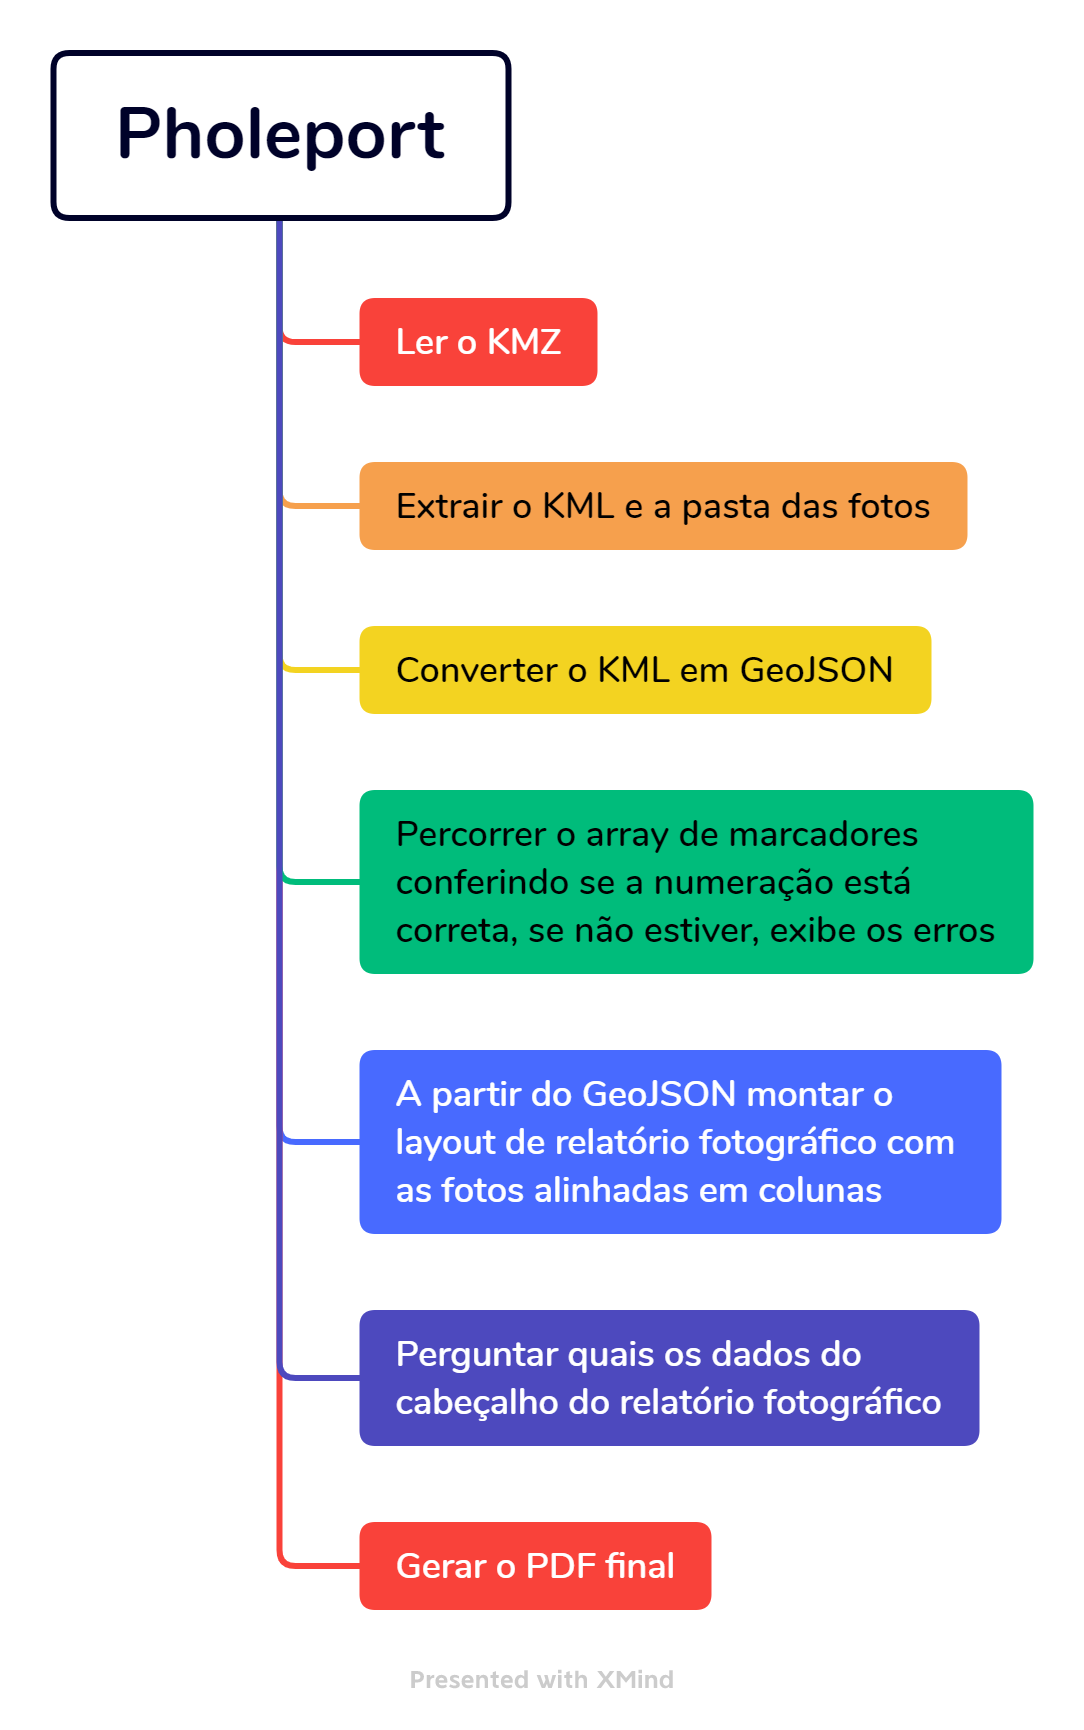 Pholeport
Ler o KMZ
Extrair o KML e a pasta das fotos
Converter o KML em GeoJSON
Percorrer o array de marcadores
conferindo se a numeração está
correta, se não estiver, exibe os erros
A partir do GeoJSON montar o
layout de relatório fotográfico com
as fotos alinhadas em colunas
Perguntar quais os dados do
cabeçalho do relatório fotográfico
Gerar o PDF final
Presented with XMind